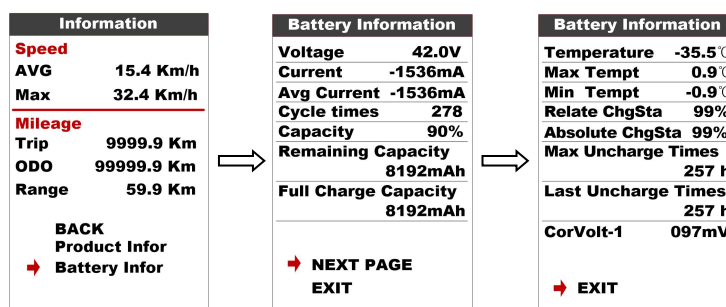 Information
Speed
AVG 15.4 Km/h
Max 32.4 Km/h
Mileage
Trip 9999.9 Km
ODO 99999.9 Km
Range 59.9 Km
BACK
Product Infor
Battery Infor
Battery Information
Voltage 42.0V
Current -1536mA
Avg Current -1536mA
Cycle times 278
Capacity 90%
Remaining Capacity
8192mAh
Full Charge Capacity
8192mAh
NEXT PAGE
EXIT
Battery Information
Temperature -35.5℃
Max Tempt 0.9℃
Min Tempt -0.9℃
Relate ChgSta 99%
Absolute ChgSta 99%
Max Uncharge Times
257 h
Last Uncharge Times
257 h
CorVolt-1 097mV
EXIT